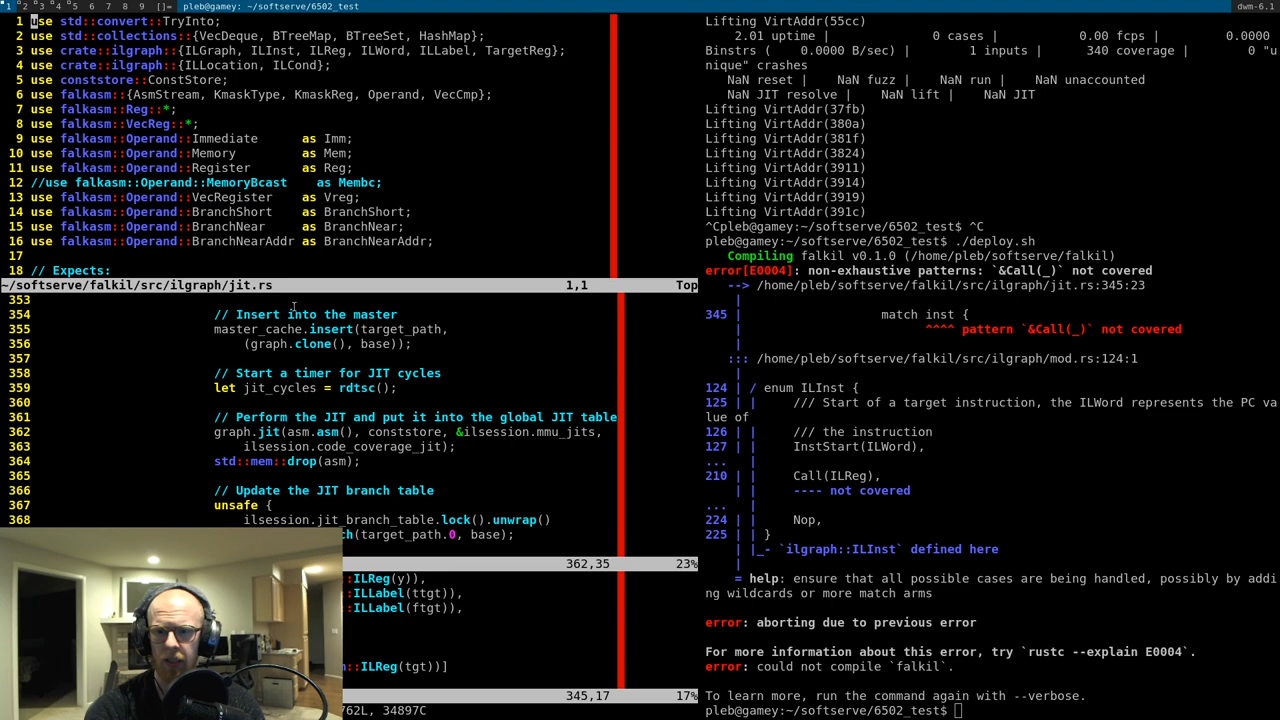 1 2 3 4 5 6 7 8 9 []= pleb@gamey: ~/softserve/6502_test dwm-6.1
1 use std::convert::TryInto;
2 use std::collections::{VecDeque, BTreeMap, BTreeSet, HashMap};
3 use crate::ilgraph::{ILGraph, ILInst, ILReg, ILWord, ILLabel, TargetReg};
4 use crate::ilgraph::{ILLocation, ILCond};
5 use conststore::ConstStore;
6 use falkasm::{AsmStream, KmaskType, KmaskReg, Operand, VecCmp};
7 use falkasm::Reg::*;
8 use falkasm::VecReg::*;
9 use falkasm::Operand::Immediate      as Imm;
10 use falkasm::Operand::Memory         as Mem;
11 use falkasm::Operand::Register       as Reg;
12 //use falkasm::Operand::MemoryBcast    as Membc;
13 use falkasm::Operand::VecRegister    as Vreg;
14 use falkasm::Operand::BranchShort    as BranchShort;
15 use falkasm::Operand::BranchNear     as BranchNear;
16 use falkasm::Operand::BranchNearAddr as BranchNearAddr;
17
18 // Expects:
~/softserve/falkil/src/ilgraph/jit.rs 1,1 Top
353
354 // Insert into the master
355 master_cache.insert(target_path,
356 (graph.clone(), base));
357
358 // Start a timer for JIT cycles
359 let jit_cycles = rdtsc();
360
361 // Perform the JIT and put it into the global JIT table
362 graph.jit(asm.asm(), conststore, &ilsession.mmu_jits,
363 ilsession.code_coverage_jit);
364 std::mem::drop(asm);
365
366 // Update the JIT branch table
367 unsafe {
368 ilsession.jit_branch_table.lock().unwrap()
ch(target_path.0, base);
362,35 23%
::ILReg(y)),
::ILLabel(ttgt)),
::ILLabel(ftgt)),
::ILReg(tgt))]
345,17 17%
762L, 34897C
Lifting VirtAddr(55cc)
2.01 uptime | 0 cases | 0.00 fcps | 0.0000
Binstrs ( 0.0000 B/sec) | 1 inputs | 340 coverage | 0 "u
nique" crashes
NaN reset | NaN fuzz | NaN run | NaN unaccounted
NaN JIT resolve | NaN lift | NaN JIT
Lifting VirtAddr(37fb)
Lifting VirtAddr(380a)
Lifting VirtAddr(381f)
Lifting VirtAddr(3824)
Lifting VirtAddr(3911)
Lifting VirtAddr(3914)
Lifting VirtAddr(3919)
Lifting VirtAddr(391c)
^Cpleb@gamey:~/softserve/6502_test$ ^C
pleb@gamey:~/softserve/6502_test$ ./deploy.sh
Compiling falkil v0.1.0 (/home/pleb/softserve/falkil)
error[E0004]: non-exhaustive patterns: `&Call(_)` not covered
--> /home/pleb/softserve/falkil/src/ilgraph/jit.rs:345:23
|
345 | match inst {
| ^^^^ pattern `&Call(_)` not covered
|
::: /home/pleb/softserve/falkil/src/ilgraph/mod.rs:124:1
|
124 | / enum ILInst {
125 | | /// Start of a target instruction, the ILWord represents the PC va
lue of
126 | | /// the instruction
127 | | InstStart(ILWord),
... |
210 | | Call(ILReg),
| | ---- not covered
... |
224 | | Nop,
225 | | }
| |_- `ilgraph::ILInst` defined here
|
= help: ensure that all possible cases are being handled, possibly by addi
ng wildcards or more match arms
error: aborting due to previous error
For more information about this error, try `rustc --explain E0004`.
error: could not compile `falkil`.
To learn more, run the command again with --verbose.
pleb@gamey:~/softserve/6502_test$